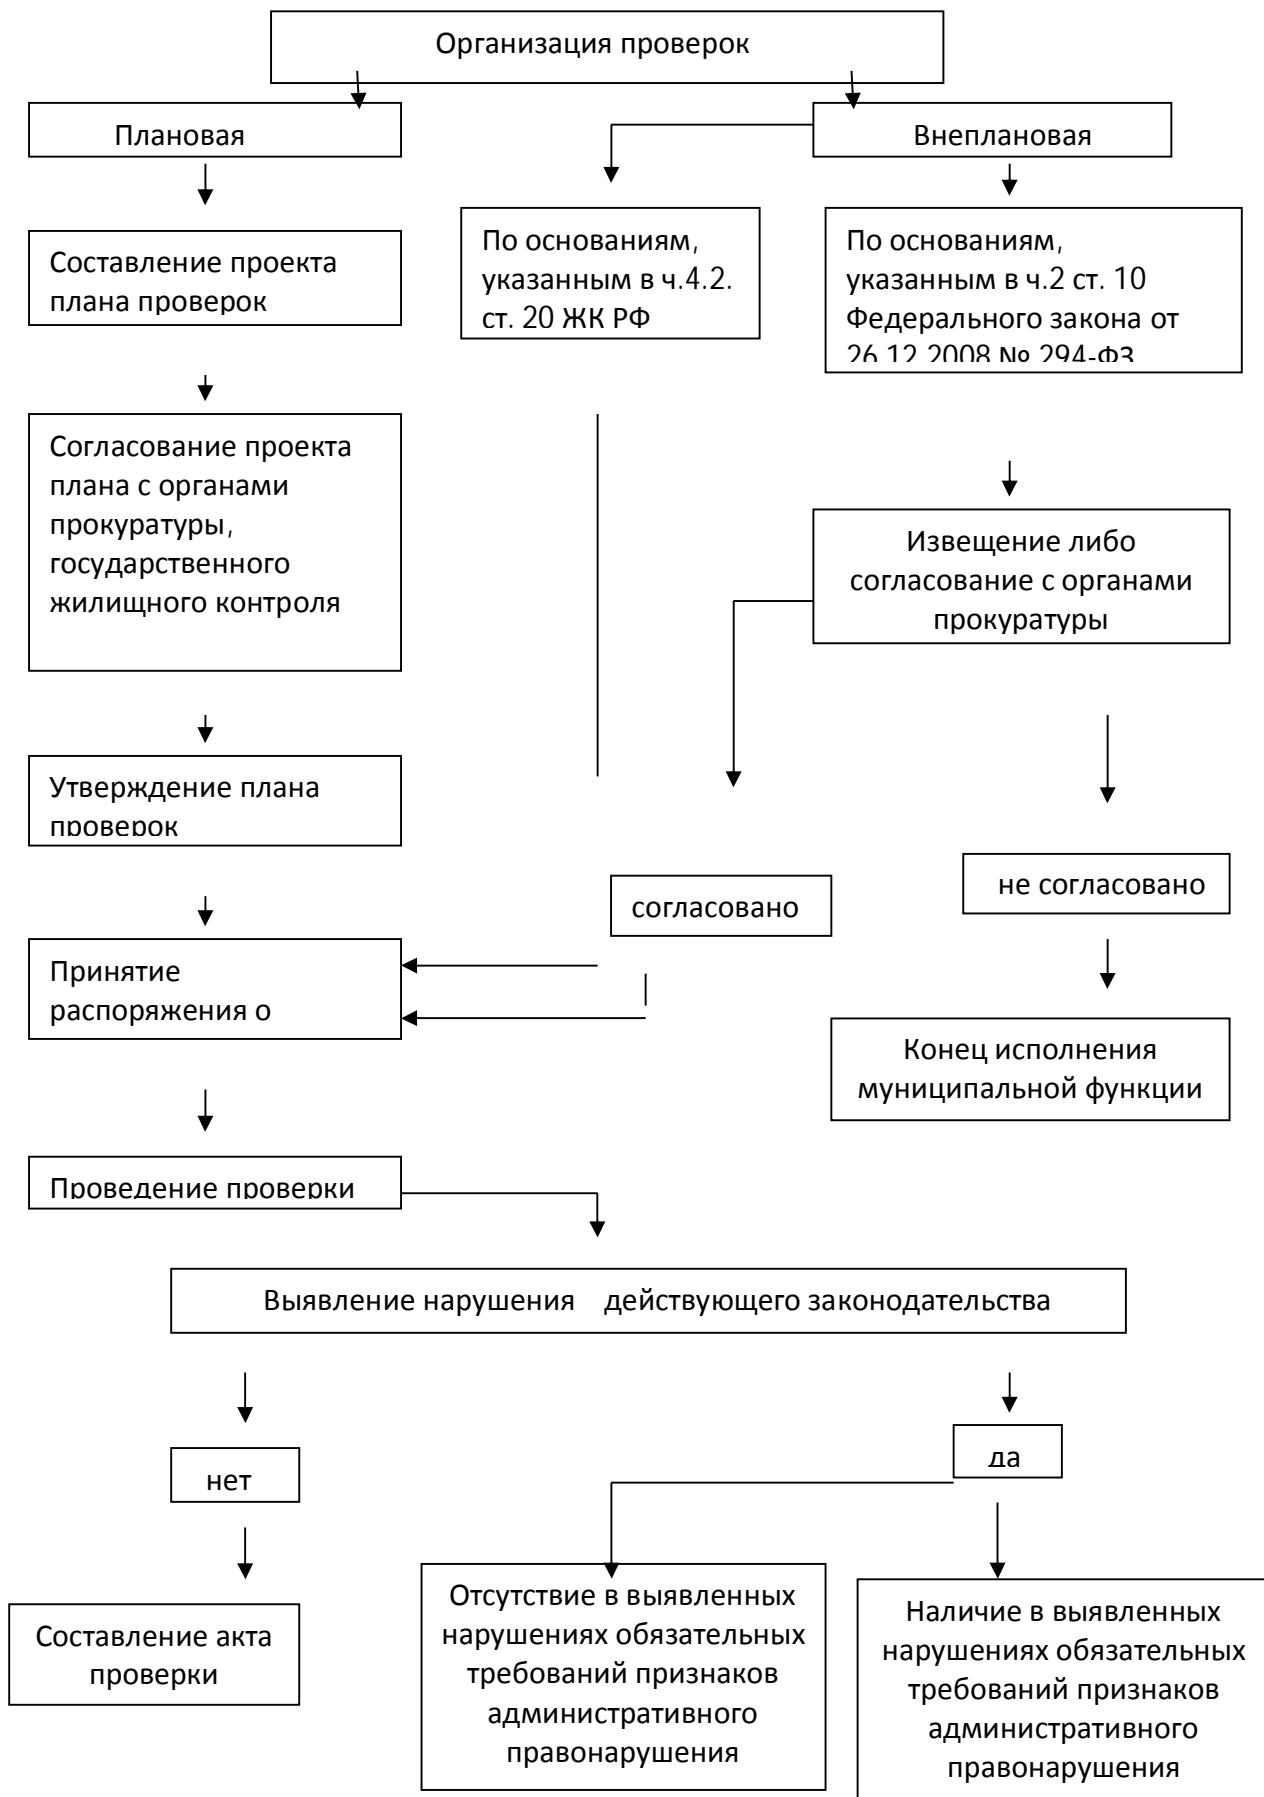 Организация проверок
Плановая
Внеплановая
Составление проекта
плана проверок
По основаниям,
указанным в ч.4.2.
ст. 20 ЖК РФ
По основаниям,
указанным в ч.2 ст. 10
Федерального закона от
26.12.2008 № 294-ФЗ
Согласование проекта
плана с органами
прокуратуры,
государственного
жилищного контроля
Извещение либо
согласование с органами
прокуратуры
Утверждение плана
проверок
согласовано
не согласовано
Принятие
распоряжения о
Конец исполнения
муниципальной функции
Проведение проверки
Выявление нарушения действующего законодательства
нет
да
Составление акта
проверки
Отсутствие в выявленных
нарушениях обязательных
требований признаков
административного
правонарушения
Наличие в выявленных
нарушениях обязательных
требований признаков
административного
правонарушения